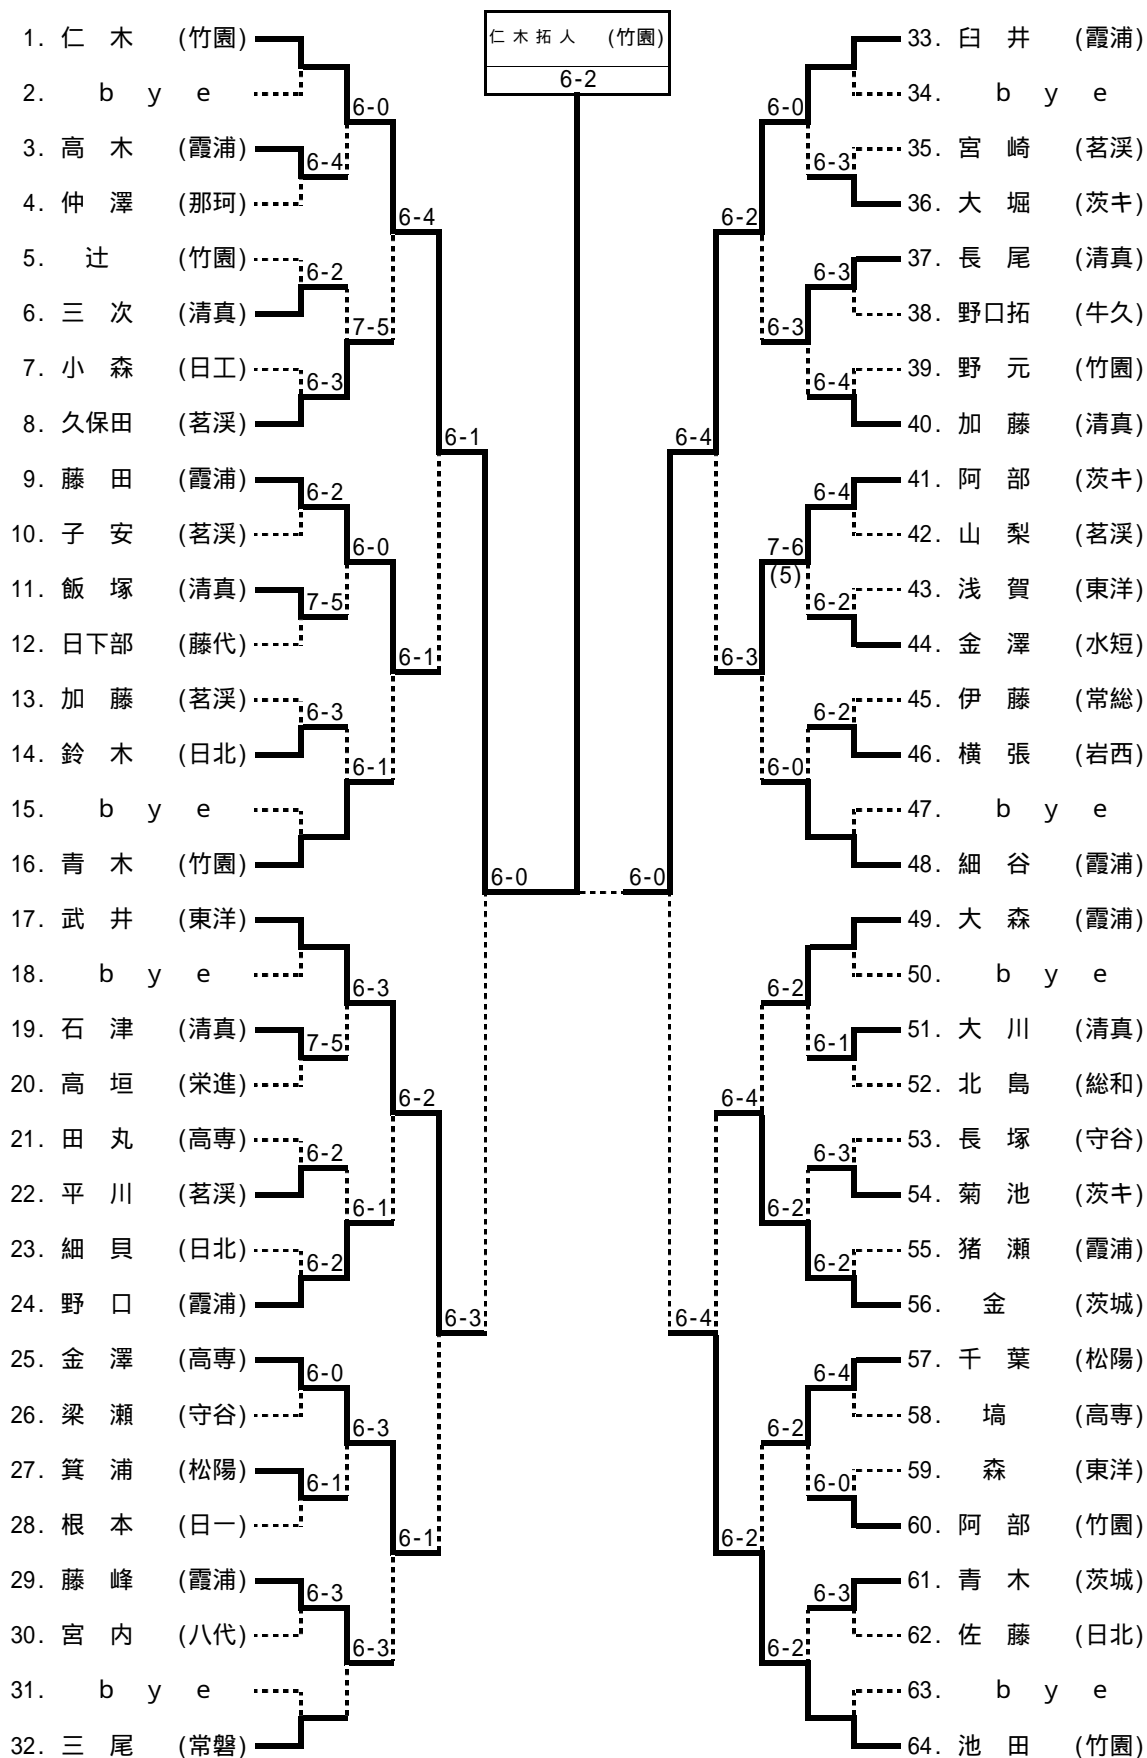 仁木拓人 (竹園)
6-2
1. 仁 木 (竹園)
2. b y e
6-0
3. 高 木 (霞浦)
6-4
4. 仲 澤 (那珂)
6-4
5. 辻 (竹園)
6-2
6. 三 次 (清真)
7-5
7. 小 森 (日工)
6-3
8. 久保田 (茗渓)
6-1
9. 藤 田 (霞浦)
6-2
10. 子 安 (茗渓)
6-0
11. 飯 塚 (清真)
7-5
12. 日下部 (藤代)
6-1
13. 加 藤 (茗渓)
6-3
14. 鈴 木 (日北)
6-1
15. b y e
16. 青 木 (竹園)
6-0
17. 武 井 (東洋)
18. b y e
6-3
19. 石 津 (清真)
7-5
20. 高 垣 (栄進)
6-2
21. 田 丸 (高専)
6-2
22. 平 川 (茗渓)
6-1
23. 細 貝 (日北)
6-2
24. 野 口 (霞浦)
6-3
25. 金 澤 (高専)
6-0
26. 梁 瀬 (守谷)
6-3
27. 箕 浦 (松陽)
6-1
28. 根 本 (日一)
6-1
29. 藤 峰 (霞浦)
6-3
30. 宮 内 (八代)
6-3
31. b y e
32. 三 尾 (常磐)
33. 臼 井 (霞浦)
34. b y e
6-0
35. 宮 崎 (茗渓)
6-3
36. 大 堀 (茨キ)
6-2
37. 長 尾 (清真)
6-3
38. 野口拓 (牛久)
6-3
39. 野 元 (竹園)
6-4
40. 加 藤 (清真)
6-4
41. 阿 部 (茨キ)
6-4
42. 山 梨 (茗渓)
7-6
(5)
43. 浅 賀 (東洋)
6-2
44. 金 澤 (水短)
6-3
45. 伊 藤 (常総)
6-2
46. 横 張 (岩西)
6-0
47. b y e
48. 細 谷 (霞浦)
6-0
49. 大 森 (霞浦)
50. b y e
6-2
51. 大 川 (清真)
6-1
52. 北 島 (総和)
6-4
53. 長 塚 (守谷)
6-3
54. 菊 池 (茨キ)
6-2
55. 猪 瀬 (霞浦)
6-2
56. 金 (茨城)
6-4
57. 千 葉 (松陽)
6-4
58. 塙 (高専)
6-2
59. 森 (東洋)
6-0
60. 阿 部 (竹園)
6-2
61. 青 木 (茨城)
6-3
62. 佐 藤 (日北)
6-2
63. b y e
64. 池 田 (竹園)